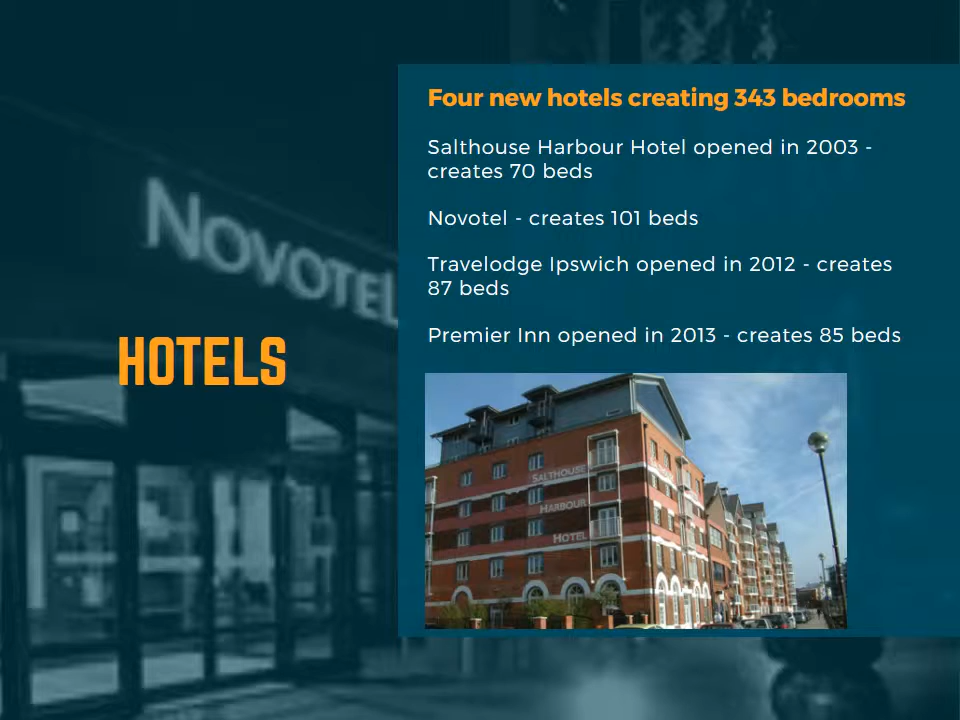 Four new hotels creating 343 bedrooms
Salthouse Harbour Hotel opened in 2003 -
creates 70 beds
Novotel - creates 101 beds
Travelodge Ipswich opened in 2012 - creates
87 beds
Premier Inn opened in 2013 - creates 85 beds
NOVOTEL
HOTELS
SALTHOUSE
HARBOUR
HOTEL